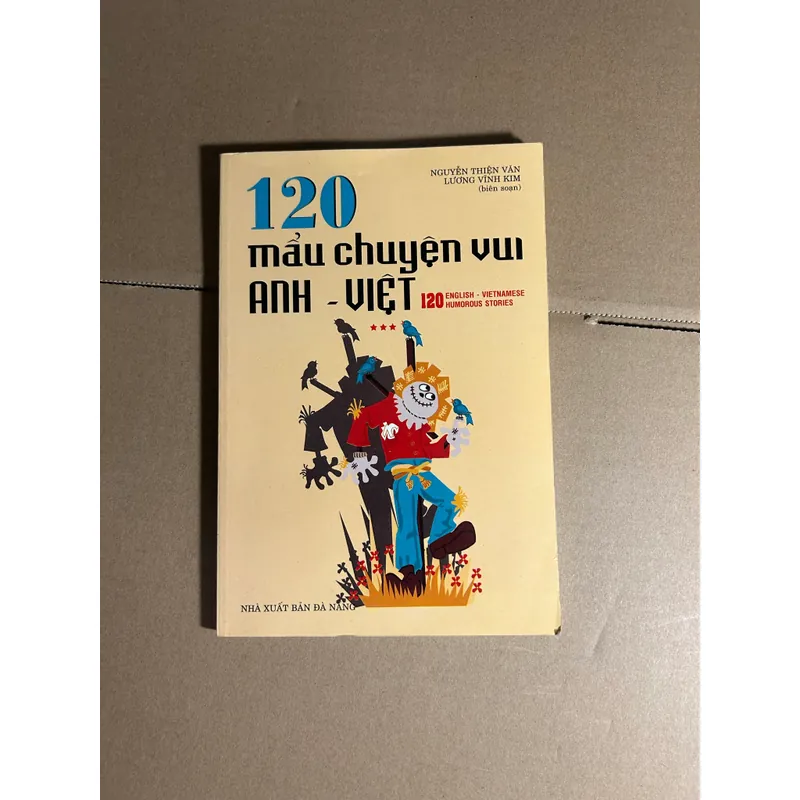 NGUYỄN THIỆN VĂN
LƯƠNG VĨNH KIM
(biên soạn)
120
mẩu chuyện vui
ANH - VIỆT
120 ENGLISH - VIETNAMESE
HUMOROUS STORIES
NHÀ XUẤT BẢN ĐÀ NẴNG